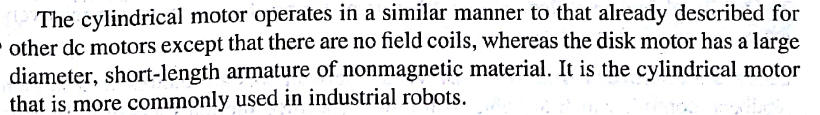 The cylindrical motor operates in a similar manner to that already described for
other dc motors except that there are no field coils, whereas the disk motor has a large
diameter, short-length armature of nonmagnetic material. It is the cylindrical motor
that is more commonly used in industrial robots.